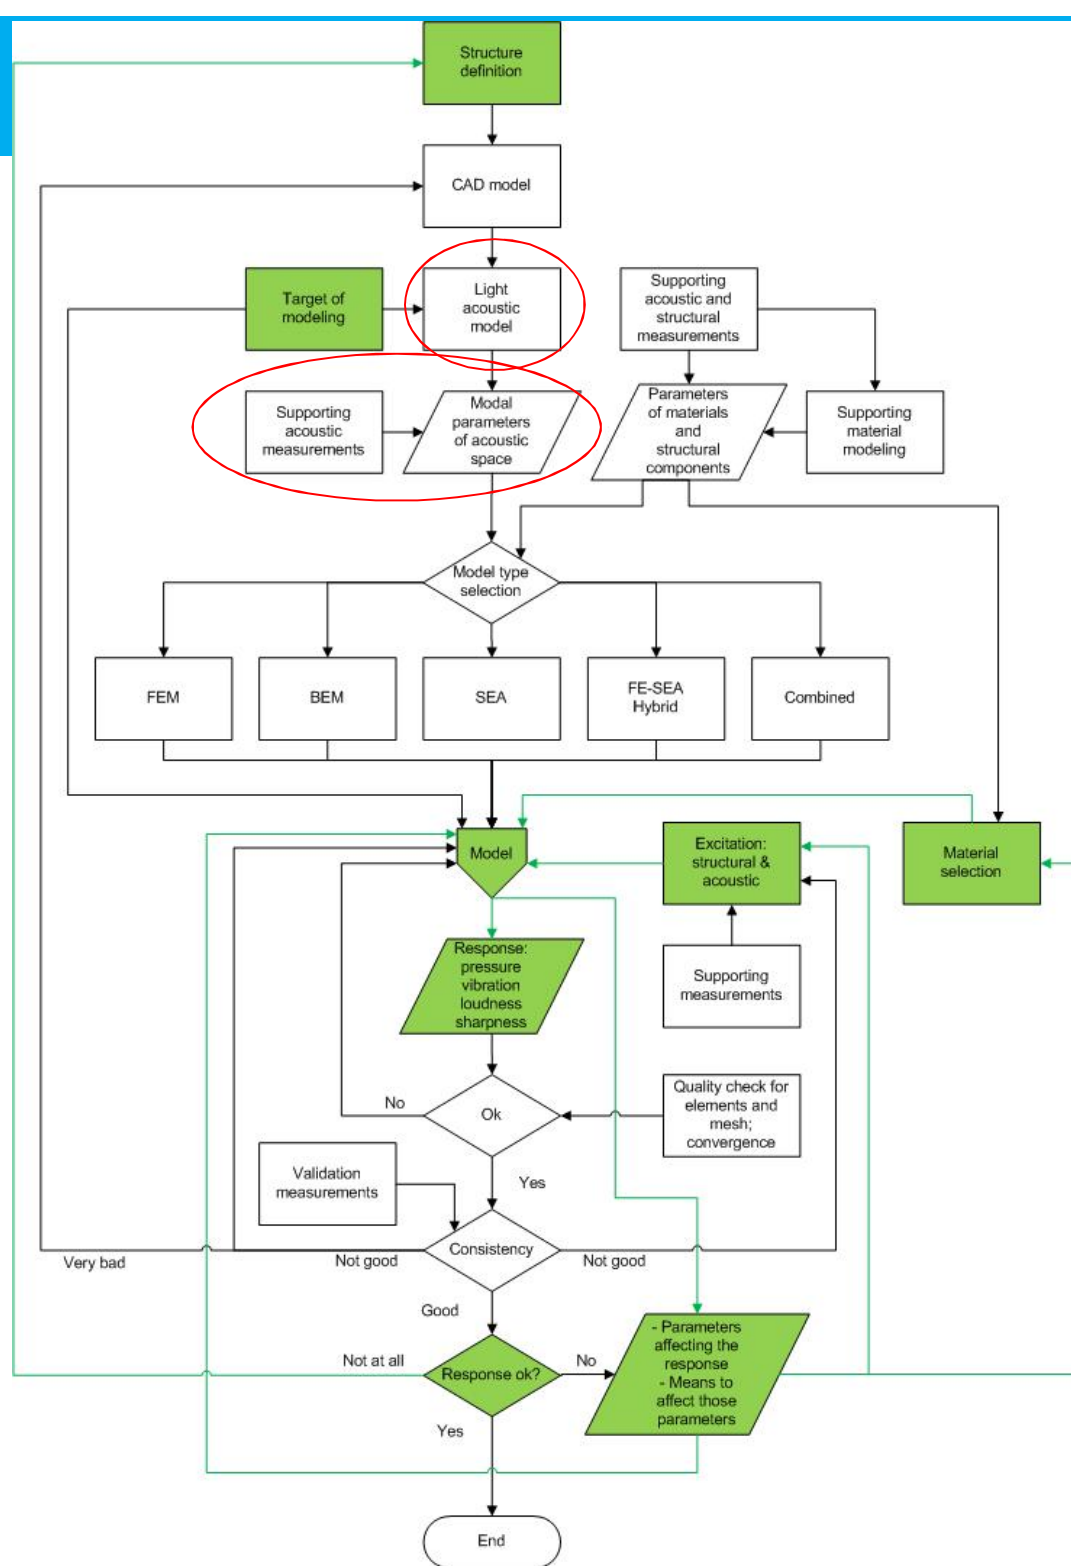 Structure
definition
CAD model
Target of
modeling
Light
acoustic
model
Supporting
acoustic and
structural
measurements
Supporting
acoustic
measurements
Modal
parameters
of acoustic
space
Parameters
of materials
and
structural
components
Supporting
material
modeling
Model type
selection
FEM
BEM
SEA
FE-SEA
Hybrid
Combined
Model
Excitation:
structural &
acoustic
Material
selection
Response:
pressure
vibration
loudness
sharpness
Supporting
measurements
No
Ok
Quality check for
elements and
mesh;
convergence
Yes
Validation
measurements
Consistency
Very bad
Not good
Not good
Good
Not at all
Response ok?
No
- Parameters
affecting the
response
- Means to
affect those
parameters
Yes
End